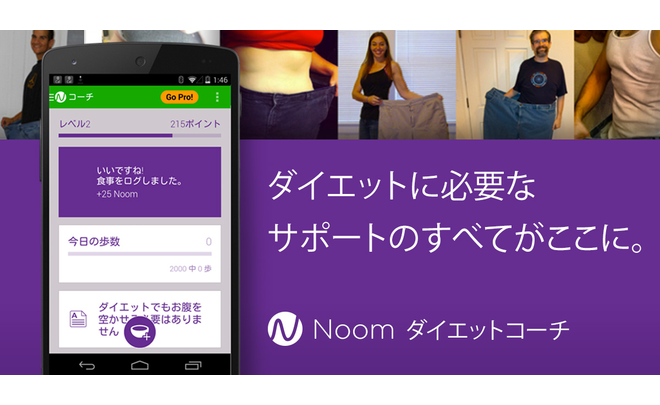 1:46
コーチ
Go Pro!
レベル2
215ポイント
いいですね!
食事をログしました。
+25 Noom
今日の歩数
0
2000 中 0 歩
ダイエットでもお腹を
空かせ 必要はありま
せん
ダイエットに必要な
サポートのすべてがここに。
Noom ダイエットコーチ